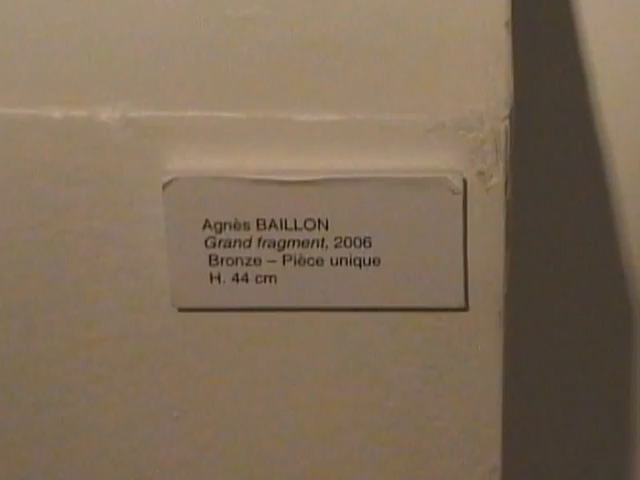 Agnès BAILLON
Grand fragment, 2006
Bronze – Pièce unique
H. 44 cm